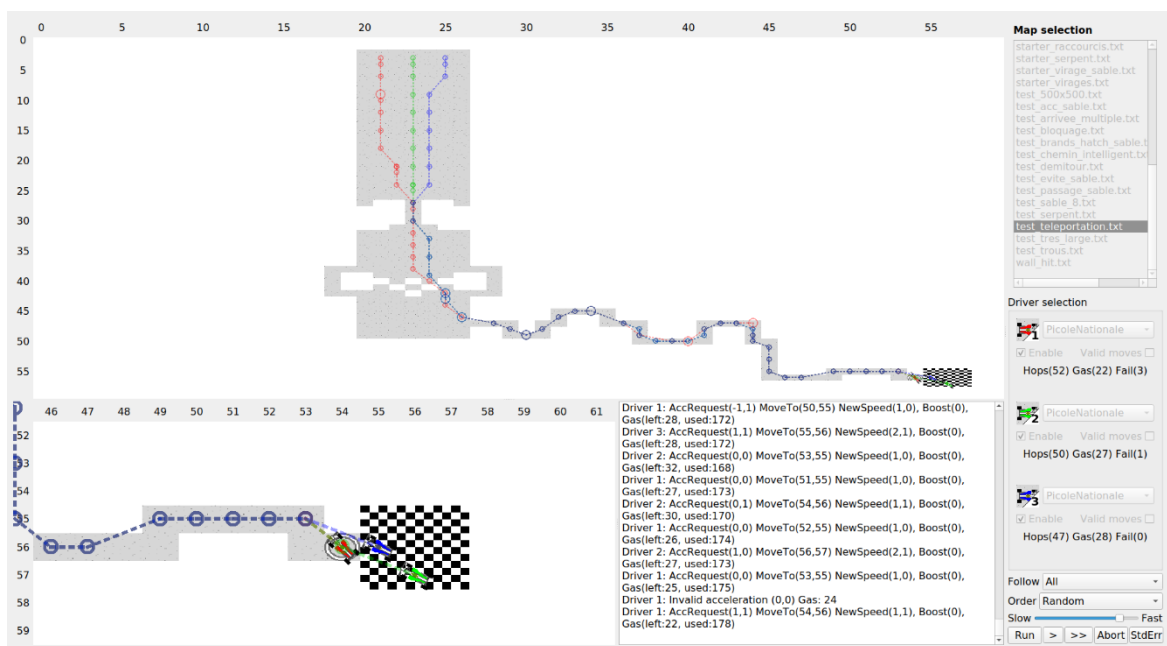 0 5 10 15 20 25 30 35 40 45 50 55
0
5
10
15
20
25
30
35
40
45
50
55
46 47 48 49 50 51 52 53 54 55 56 57 58 59 60 61
52
53
54
55
56
57
58
59
Driver 1: AccRequest(-1,1) MoveTo(50,55) NewSpeed(1,0), Boost(0),
Gas(left:28, used:172)
Driver 3: AccRequest(1,1) MoveTo(55,56) NewSpeed(2,1), Boost(0),
Gas(left:28, used:172)
Driver 2: AccRequest(0,0) MoveTo(53,55) NewSpeed(1,0), Boost(0),
Gas(left:32, used:168)
Driver 1: AccRequest(0,0) MoveTo(51,55) NewSpeed(1,0), Boost(0),
Gas(left:27, used:173)
Driver 2: AccRequest(0,1) MoveTo(54,56) NewSpeed(1,1), Boost(0),
Gas(left:30, used:170)
Driver 1: AccRequest(0,0) MoveTo(52,55) NewSpeed(1,0), Boost(0),
Gas(left:26, used:174)
Driver 2: AccRequest(1,0) MoveTo(56,57) NewSpeed(2,1), Boost(0),
Gas(left:27, used:173)
Driver 1: AccRequest(0,0) MoveTo(53,55) NewSpeed(1,0), Boost(0),
Gas(left:25, used:175)
Driver 1: Invalid acceleration (0,0) Gas: 24
Driver 1: AccRequest(1,1) MoveTo(54,56) NewSpeed(1,1), Boost(0),
Gas(left:22, used:178)
Map selection
starter_raccourcis.txt
starter_serpent.txt
starter_virage_sable.txt
starter_virages.txt
test_500x500.txt
test_acc_sable.txt
test_arrivee_multiple.txt
test_bloquage.txt
test_brands_hatch_sable.t
test_chemin_intelligent.tx
test_demitour.txt
test_evite_sable.txt
test_passage_sable.txt
test_sable_8.txt
test_serpent.txt
test_teleportation.txt
test_tres_large.txt
test_trous.txt
wall_hit.txt
Driver selection
1 PicoleNationale
Enable Valid moves
Hops(52) Gas(22) Fail(3)
2 PicoleNationale
Enable Valid moves
Hops(50) Gas(27) Fail(1)
3 PicoleNationale
Enable Valid moves
Hops(47) Gas(28) Fail(0)
Follow All
Order Random
Slow Fast
Run > >> Abort StdErr